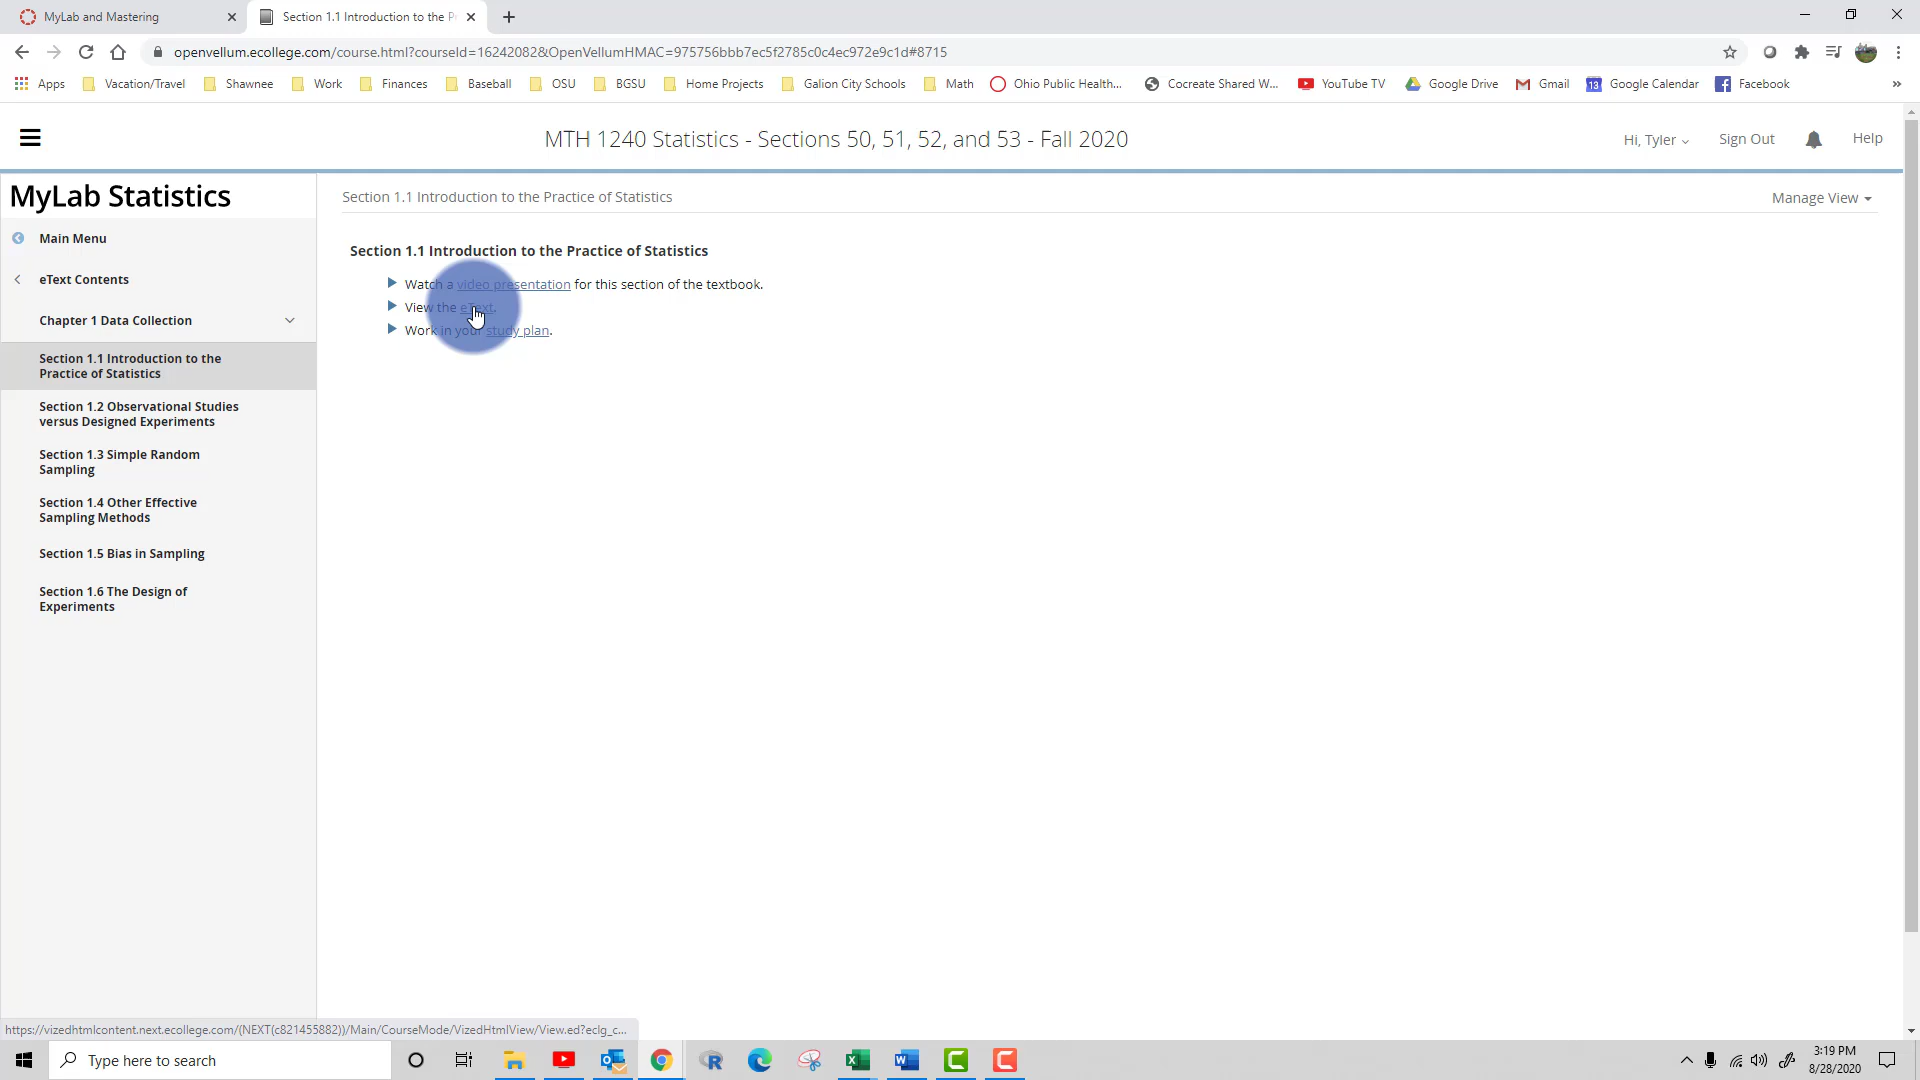 MyLab and Mastering
Section 1.1 Introduction to the P
openvellum.ecollege.com/course.html?courseId=16242082&OpenVellumHMAC=975756bbb7ec5f2785c0c4ec972e9c1d#8715
Apps Vacation/Travel Shawnee Work Finances Baseball OSU BGSU Home Projects Galion City Schools Math Ohio Public Health... Cocreate Shared W... YouTube TV Google Drive Gmail 13 Google Calendar Facebook »
MTH 1240 Statistics - Sections 50, 51, 52, and 53 - Fall 2020
Hi, Tyler Sign Out Help
MyLab Statistics
Main Menu
eText Contents
Chapter 1 Data Collection
Section 1.1 Introduction to the
Practice of Statistics
Section 1.2 Observational Studies
versus Designed Experiments
Section 1.3 Simple Random
Sampling
Section 1.4 Other Effective
Sampling Methods
Section 1.5 Bias in Sampling
Section 1.6 The Design of
Experiments
Section 1.1 Introduction to the Practice of Statistics
Manage View
Section 1.1 Introduction to the Practice of Statistics
Watch a video presentation for this section of the textbook.
View the eText.
Work in your study plan.
https://vizedhtmlcontent.next.ecollege.com/(NEXT(c821455882))/Main/CourseMode/VizedHtmlView/View.ed?eclg_c...
Type here to search
3:19 PM
8/28/2020